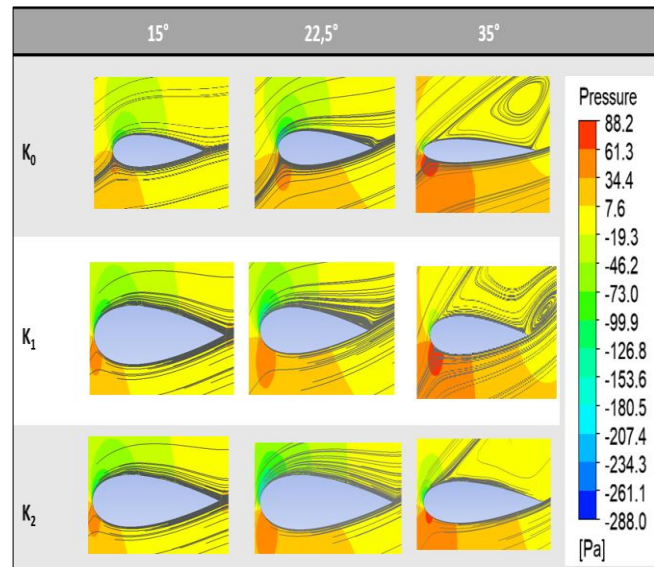 15° 22,5° 35°
K0
K1
K2
Pressure
88.2
61.3
34.4
7.6
-19.3
-46.2
-73.0
-99.9
-126.8
-153.6
-180.5
-207.4
-234.3
-261.1
-288.0
[Pa]